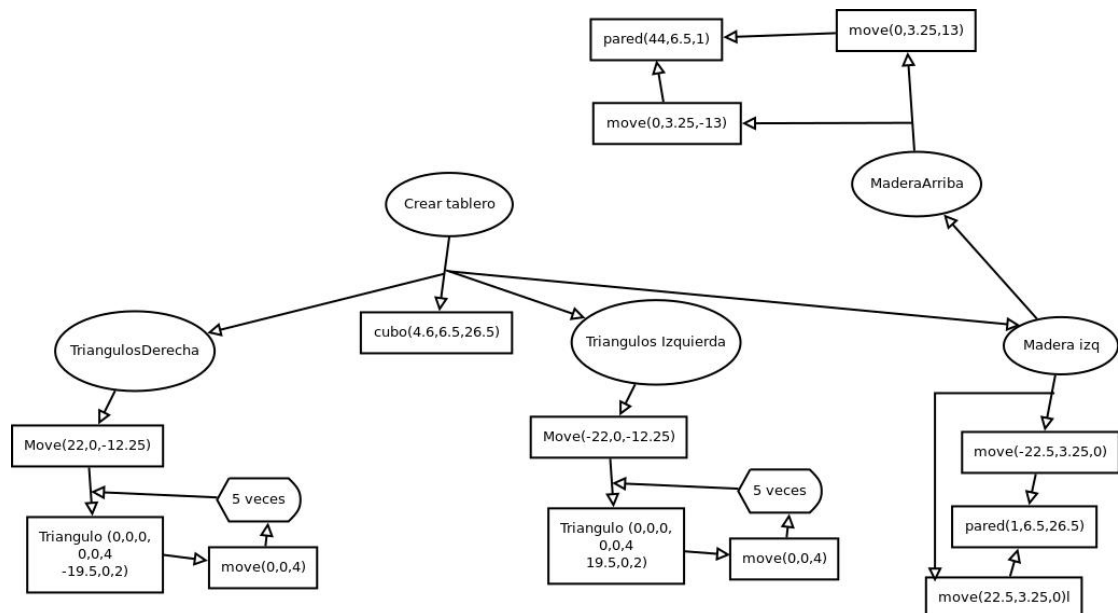 move(0,3.25,13)
pared(44,6.5,1)
move(0,3.25,-13)
MaderaArriba
Crear tablero
cubo(4.6,6.5,26.5)
TriangulosDerecha
Triangulos Izquierda
Madera izq
Move(22,0,-12.25)
Move(-22,0,-12.25)
move(-22.5,3.25,0)
5 veces
5 veces
Triangulo (0,0,0,
0,0,4
-19.5,0,2)
move(0,0,4)
Triangulo (0,0,0,
0,0,4
19.5,0,2)
move(0,0,4)
pared(1,6.5,26.5)
move(22.5,3.25,0)l